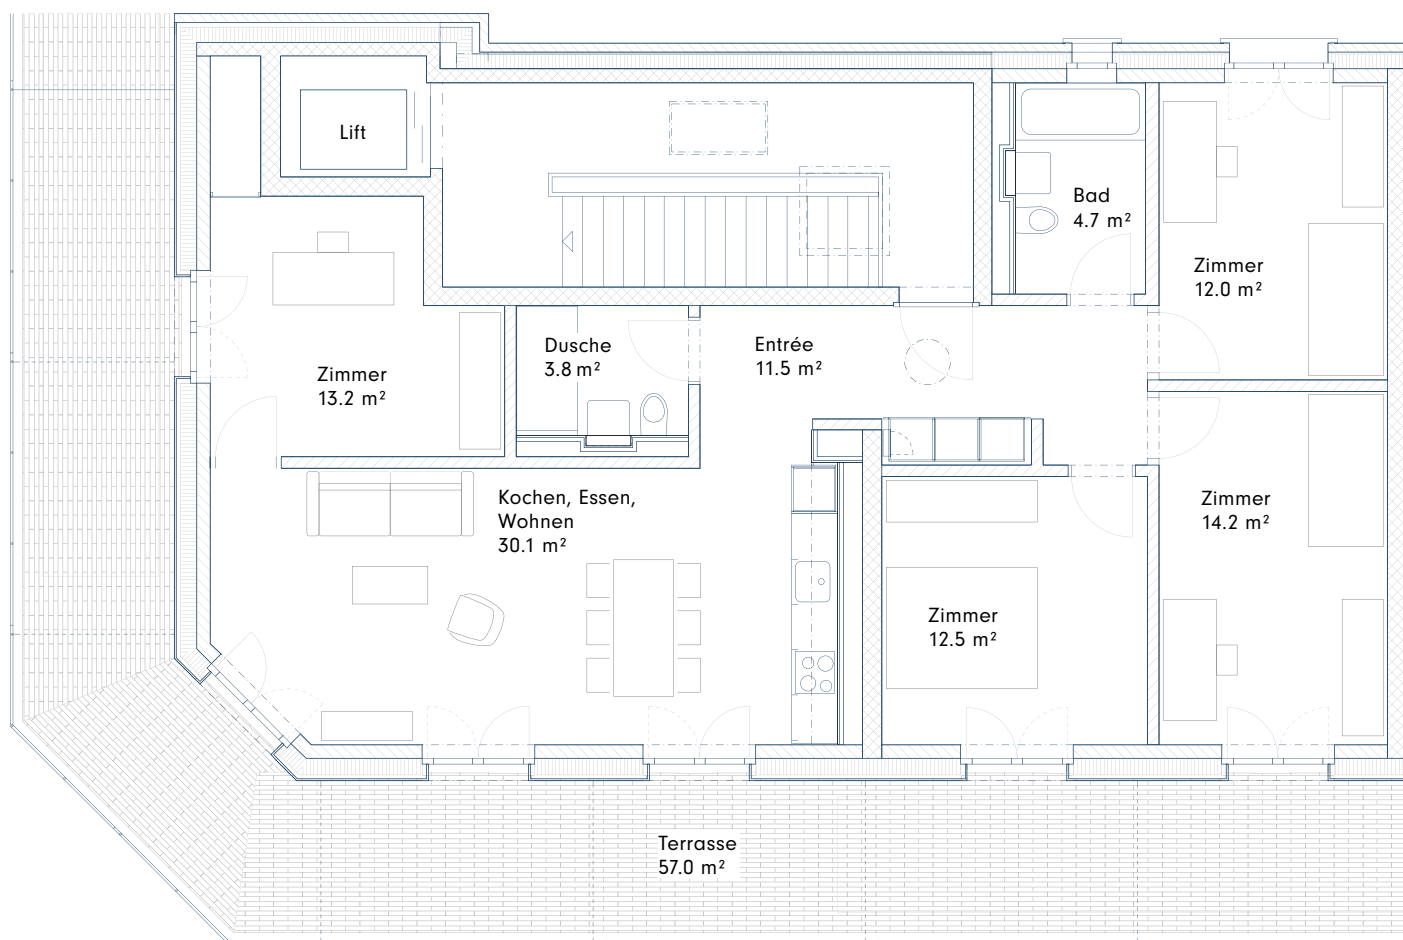 Lift
Bad
4.7 m²
Zimmer
12.0 m²
Dusche
3.8 m²
Entrée
11.5 m²
Zimmer
13.2 m²
Kochen, Essen,
Wohnen
30.1 m²
Zimmer
14.2 m²
Zimmer
12.5 m²
Terrasse
57.0 m²